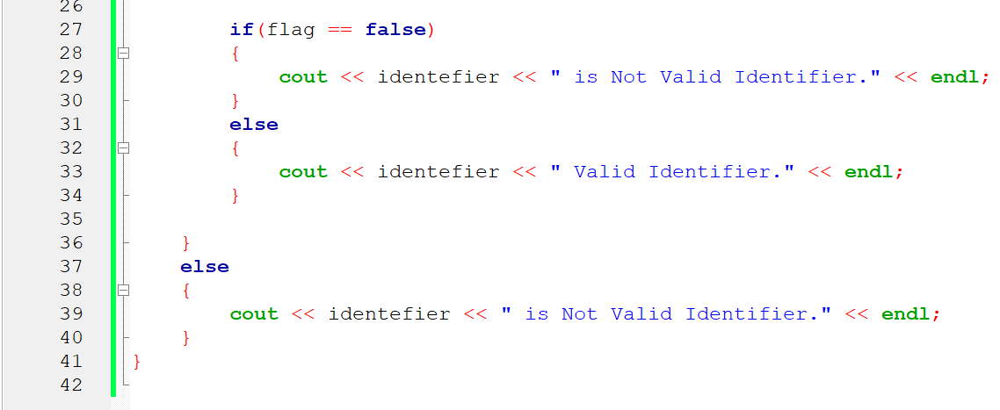 26
27 if(flag == false)
28 {
29 cout << identefier << " is Not Valid Identifier." << endl;
30 }
31 else
32 {
33 cout << identefier << " Valid Identifier." << endl;
34 }
35
36 }
37 else
38 {
39 cout << identefier << " is Not Valid Identifier." << endl;
40 }
41 }
42